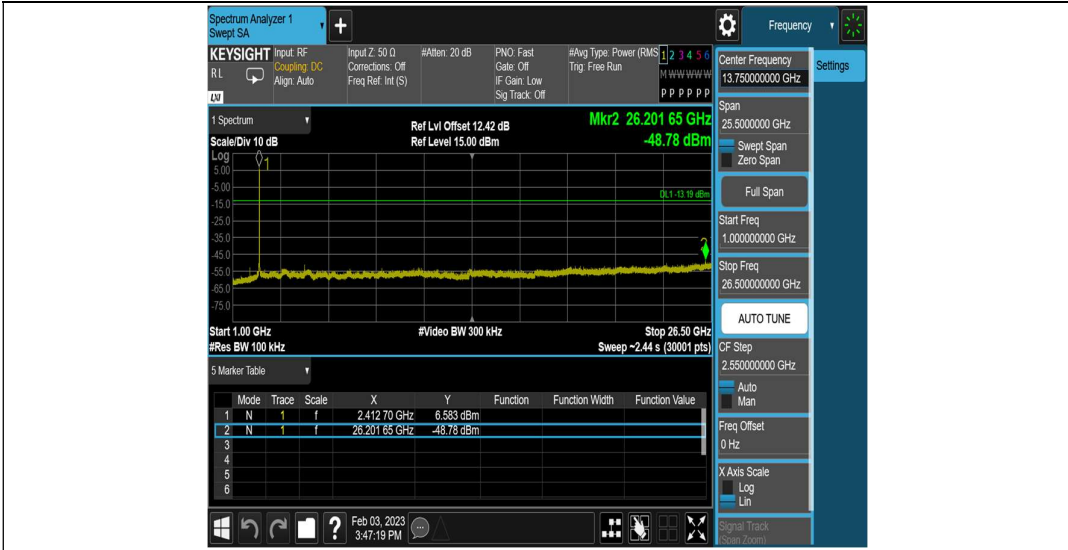 Spectrum Analyzer 1
Swept SA
+
Frequency
KEYSIGHT
RL
LXI
Input: RF
Coupling: DC
Align: Auto
Input Z: 50 Ω
Corrections: Off
Freq Ref: Int (S)
#Atten: 20 dB
PNO: Fast
Gate: Off
IF Gain: Low
Sig Track: Off
#Avg Type: Power (RMS
Trig: Free Run
1 2 3 4 5 6
M W W W W W
P P P P P P
1 Spectrum
Scale/Div 10 dB
Ref Lvl Offset 12.42 dB
Ref Level 15.00 dBm
Mkr2 26.201 65 GHz
-48.78 dBm
Log
5.00
-5.00
-15.0
-25.0
-35.0
-45.0
-55.0
-65.0
-75.0
1
DL1 -13.19 dBm
2
Start 1.00 GHz
#Res BW 100 kHz
#Video BW 300 kHz
Stop 26.50 GHz
Sweep ~2.44 s (30001 pts)
5 Marker Table
Mode Trace Scale X Y Function Function Width Function Value
1 N 1 f 2.412 70 GHz 6.583 dBm
2 N 1 f 26.201 65 GHz -48.78 dBm
3
4
5
6
?
Feb 03, 2023
3:47:19 PM
Center Frequency
13.750000000 GHz
Settings
Span
25.5000000 GHz
Swept Span
Zero Span
Full Span
Start Freq
1.000000000 GHz
Stop Freq
26.500000000 GHz
AUTO TUNE
CF Step
2.550000000 GHz
Auto
Man
Freq Offset
0 Hz
X Axis Scale
Log
Lin
Signal Track
(Span Zoom)